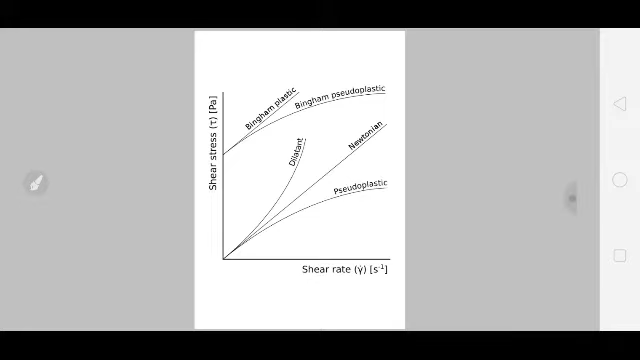 Bingham plastic
Bingham pseudoplastic
Dilatant
Newtonian
Pseudoplastic
Shear stress (τ) [Pa]
Shear rate (γ̇) [s⁻¹]